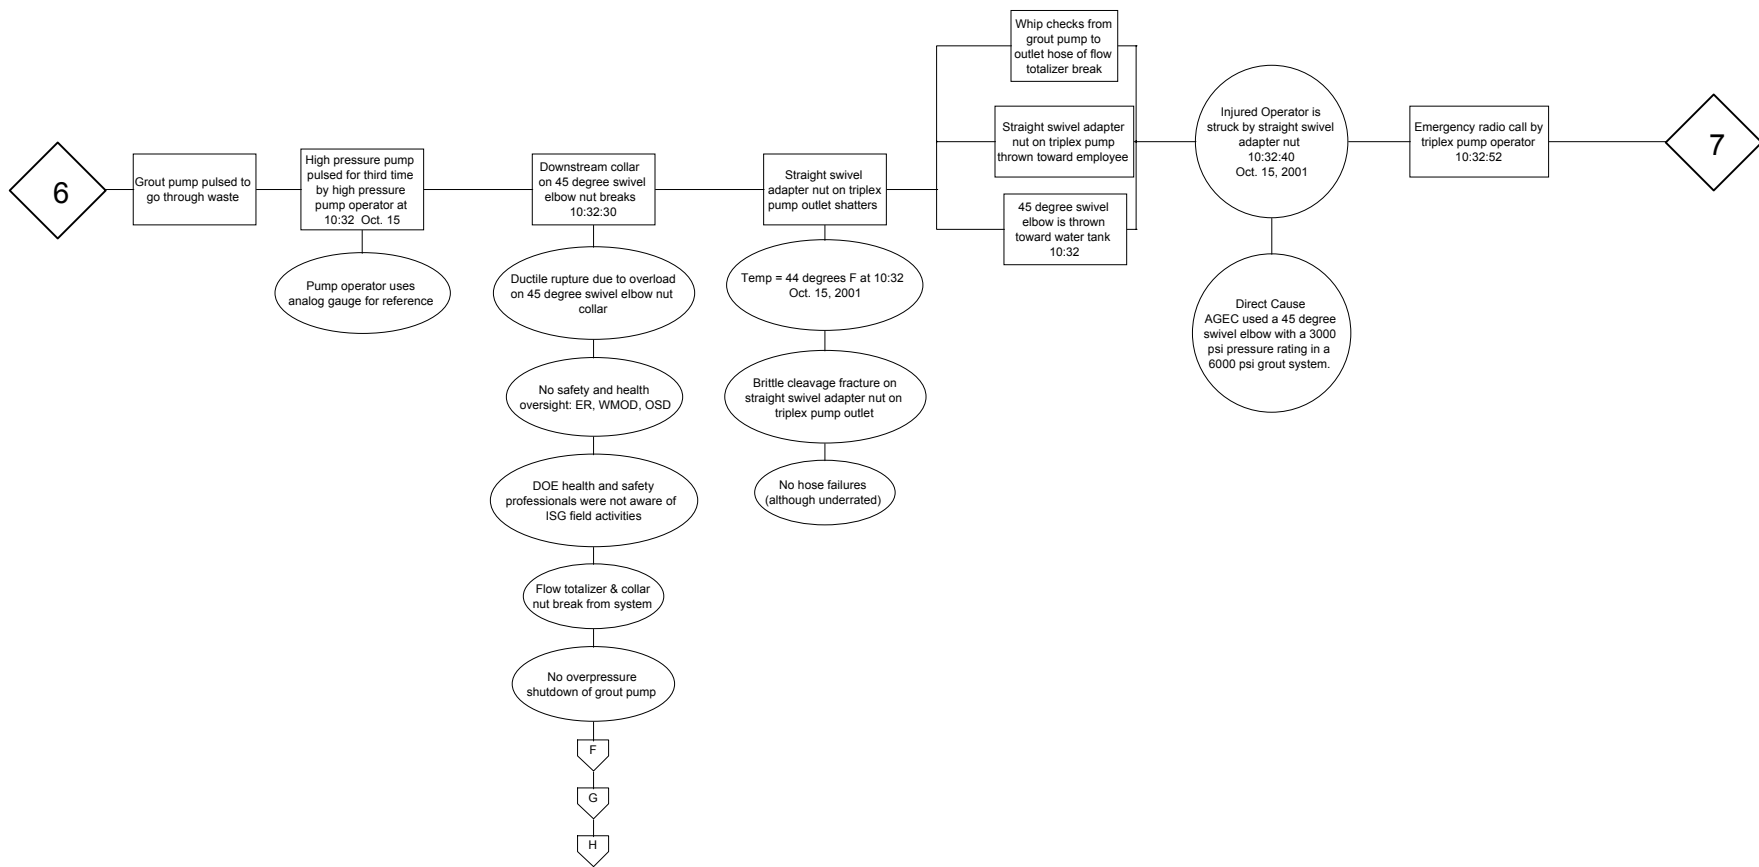 6
Grout pump pulsed to
go through waste
High pressure pump
pulsed for third time
by high pressure
pump operator at
10:32 Oct. 15
Pump operator uses
analog gauge for reference
Downstream collar
on 45 degree swivel
elbow nut breaks
10:32:30
Ductile rupture due to overload
on 45 degree swivel elbow nut
collar
No safety and health
oversight: ER, WMOD, OSD
DOE health and safety
professionals were not aware of
ISG field activities
Flow totalizer & collar
nut break from system
No overpressure
shutdown of grout pump
F
G
H
Straight swivel
adapter nut on triplex
pump outlet shatters
Temp = 44 degrees F at 10:32
Oct. 15, 2001
Brittle cleavage fracture on
straight swivel adapter nut on
triplex pump outlet
No hose failures
(although underrated)
Whip checks from
grout pump to
outlet hose of flow
totalizer break
Straight swivel adapter
nut on triplex pump
thrown toward employee
45 degree swivel
elbow is thrown
toward water tank
10:32
Injured Operator is
struck by straight swivel
adapter nut
10:32:40
Oct. 15, 2001
Direct Cause
AGEC used a 45 degree
swivel elbow with a 3000
psi pressure rating in a
6000 psi grout system.
Emergency radio call by
triplex pump operator
10:32:52
7